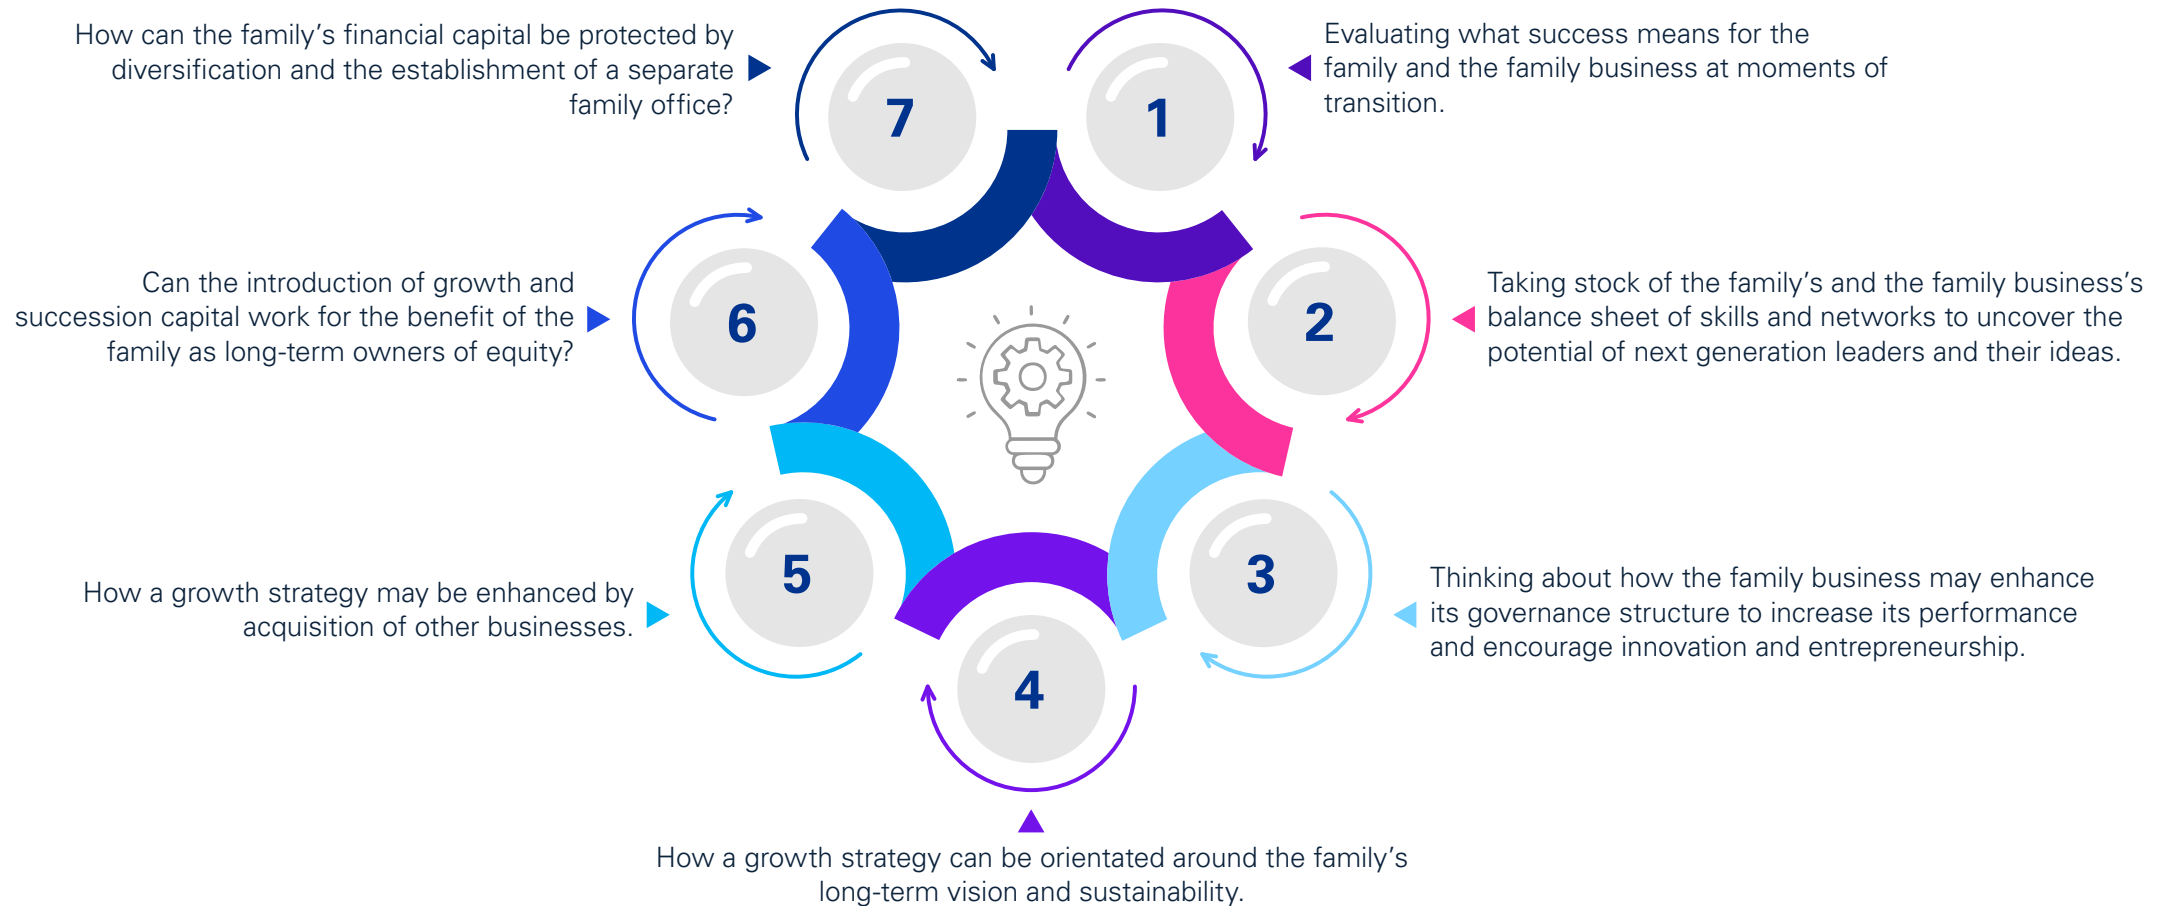 1
Evaluating what success means for the
family and the family business at moments of
transition.
2
Taking stock of the family’s and the family business’s
balance sheet of skills and networks to uncover the
potential of next generation leaders and their ideas.
3
Thinking about how the family business may enhance
its governance structure to increase its performance
and encourage innovation and entrepreneurship.
4
How a growth strategy can be orientated around the family’s
long-term vision and sustainability.
5
How a growth strategy may be enhanced by
acquisition of other businesses.
6
Can the introduction of growth and
succession capital work for the benefit of the
family as long-term owners of equity?
7
How can the family’s financial capital be protected by
diversification and the establishment of a separate
family office?